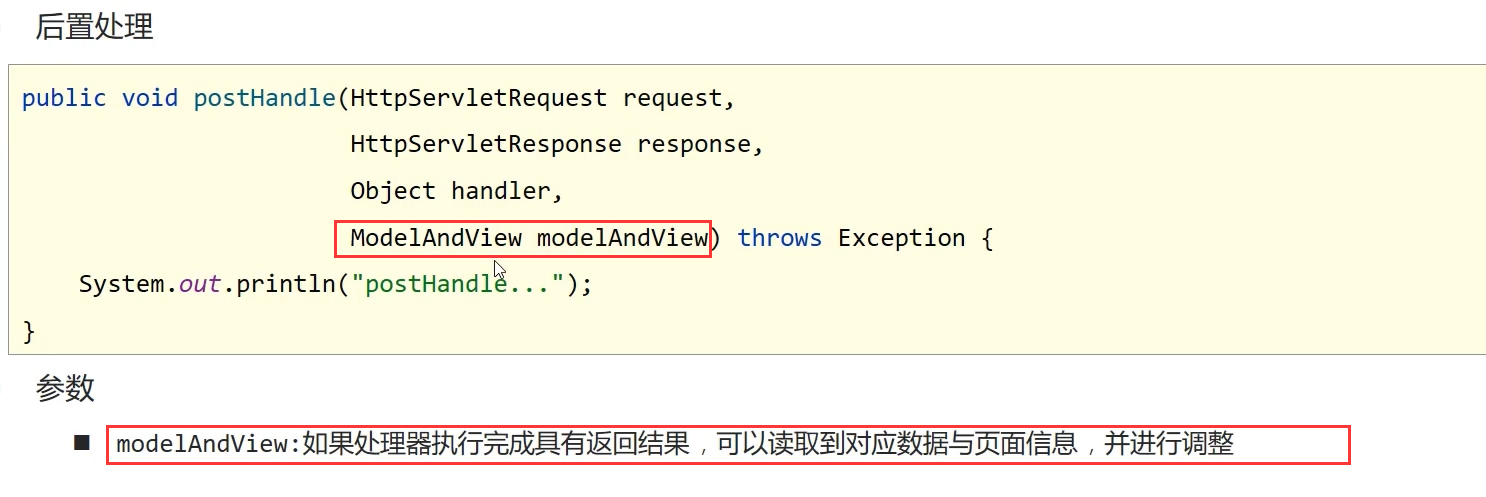 后置处理
public void postHandle(HttpServletRequest request,
HttpServletResponse response,
Object handler,
ModelAndView modelAndView) throws Exception {
System.out.println("postHandle...");
}
参数
■ modelAndView:如果处理器执行完成具有返回结果，可以读取到对应数据与页面信息，并进行调整